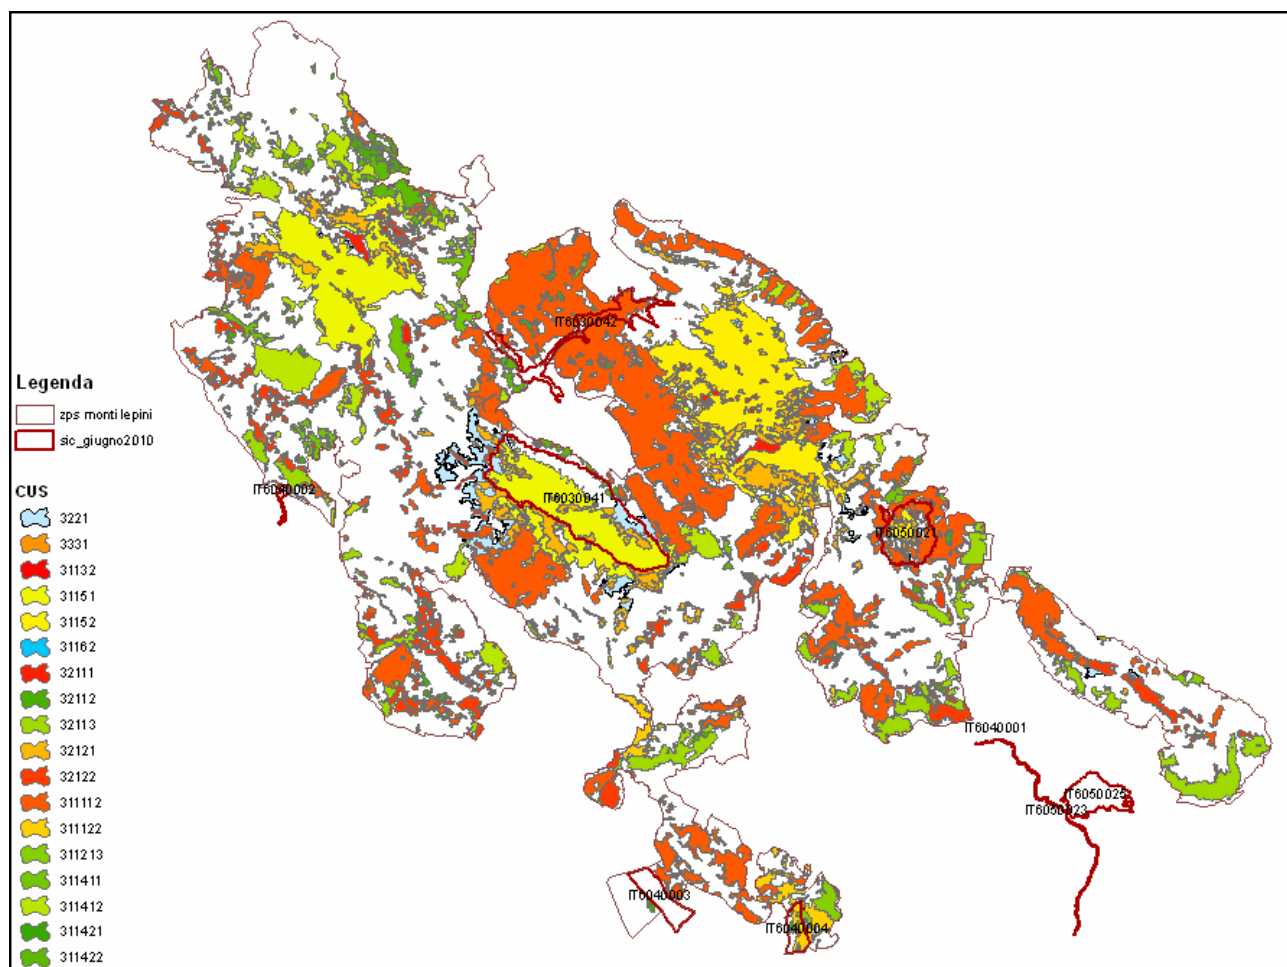 IT6030042
Legenda
zps monti lepini
sic_giugno2010
CUS
IT6040002
IT6030041
3221
IT6050021
3331
31132
31151
31152
31162
32111
32112
32113
IT6040001
32121
32122
IT6050025
IT6050023
311112
311122
311213
311411
IT6040003
311412
IT6040004
311421
311422